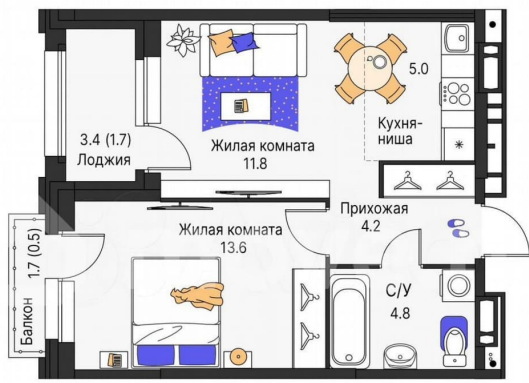 5.0
Кухня-
ниша
3.4 (1.7)
Лоджия
Жилая комната
11.8
Прихожая
4.2
Жилая комната
13.6
Балкон
1.7 (0.5)
С/У
4.8